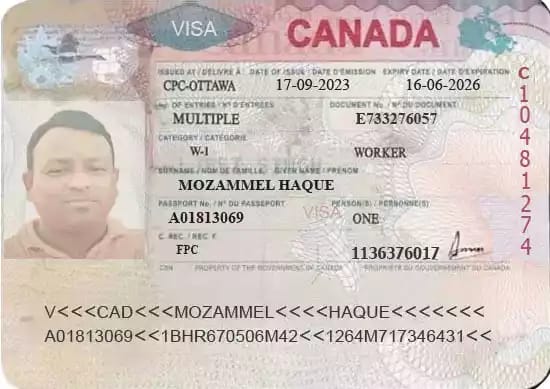 VISA
CANADA
ISSUED AT / DÉLIVRÉ À DATE OF ISSUE / DATE D'ÉMISSION EXPIRY DATE / DATE D'EXPIRATION
CPC-OTTAWA 17-09-2023 16-06-2026
OF ENTRIES / Nº D'ENTRÉES DOCUMENT No. / Nº DU DOCUMENT
MULTIPLE E733276057
CATEGORY / CATÉGORIE
W-1 WORKER
SURNAME / NOM DE FAMILLE, GIVEN NAME / PRÉNOM
MOZAMMEL HAQUE
PASSPORT No. / Nº DU PASSEPORT PERSON(S) / PERSONNE(S)
A01813069 VISA ONE
C. REC. / REC. F.
FPC 1136376017
PROPERTY OF THE GOVERNMENT OF CANADA PROPRIÉTÉ DU GOUVERNEMENT DU CANADA
C10481274
V<<<CAD<<<MOZAMMEL<<<<HAQUE<<<<<<<
A01813069<<1BHR670506M42<<1264M717346431<<